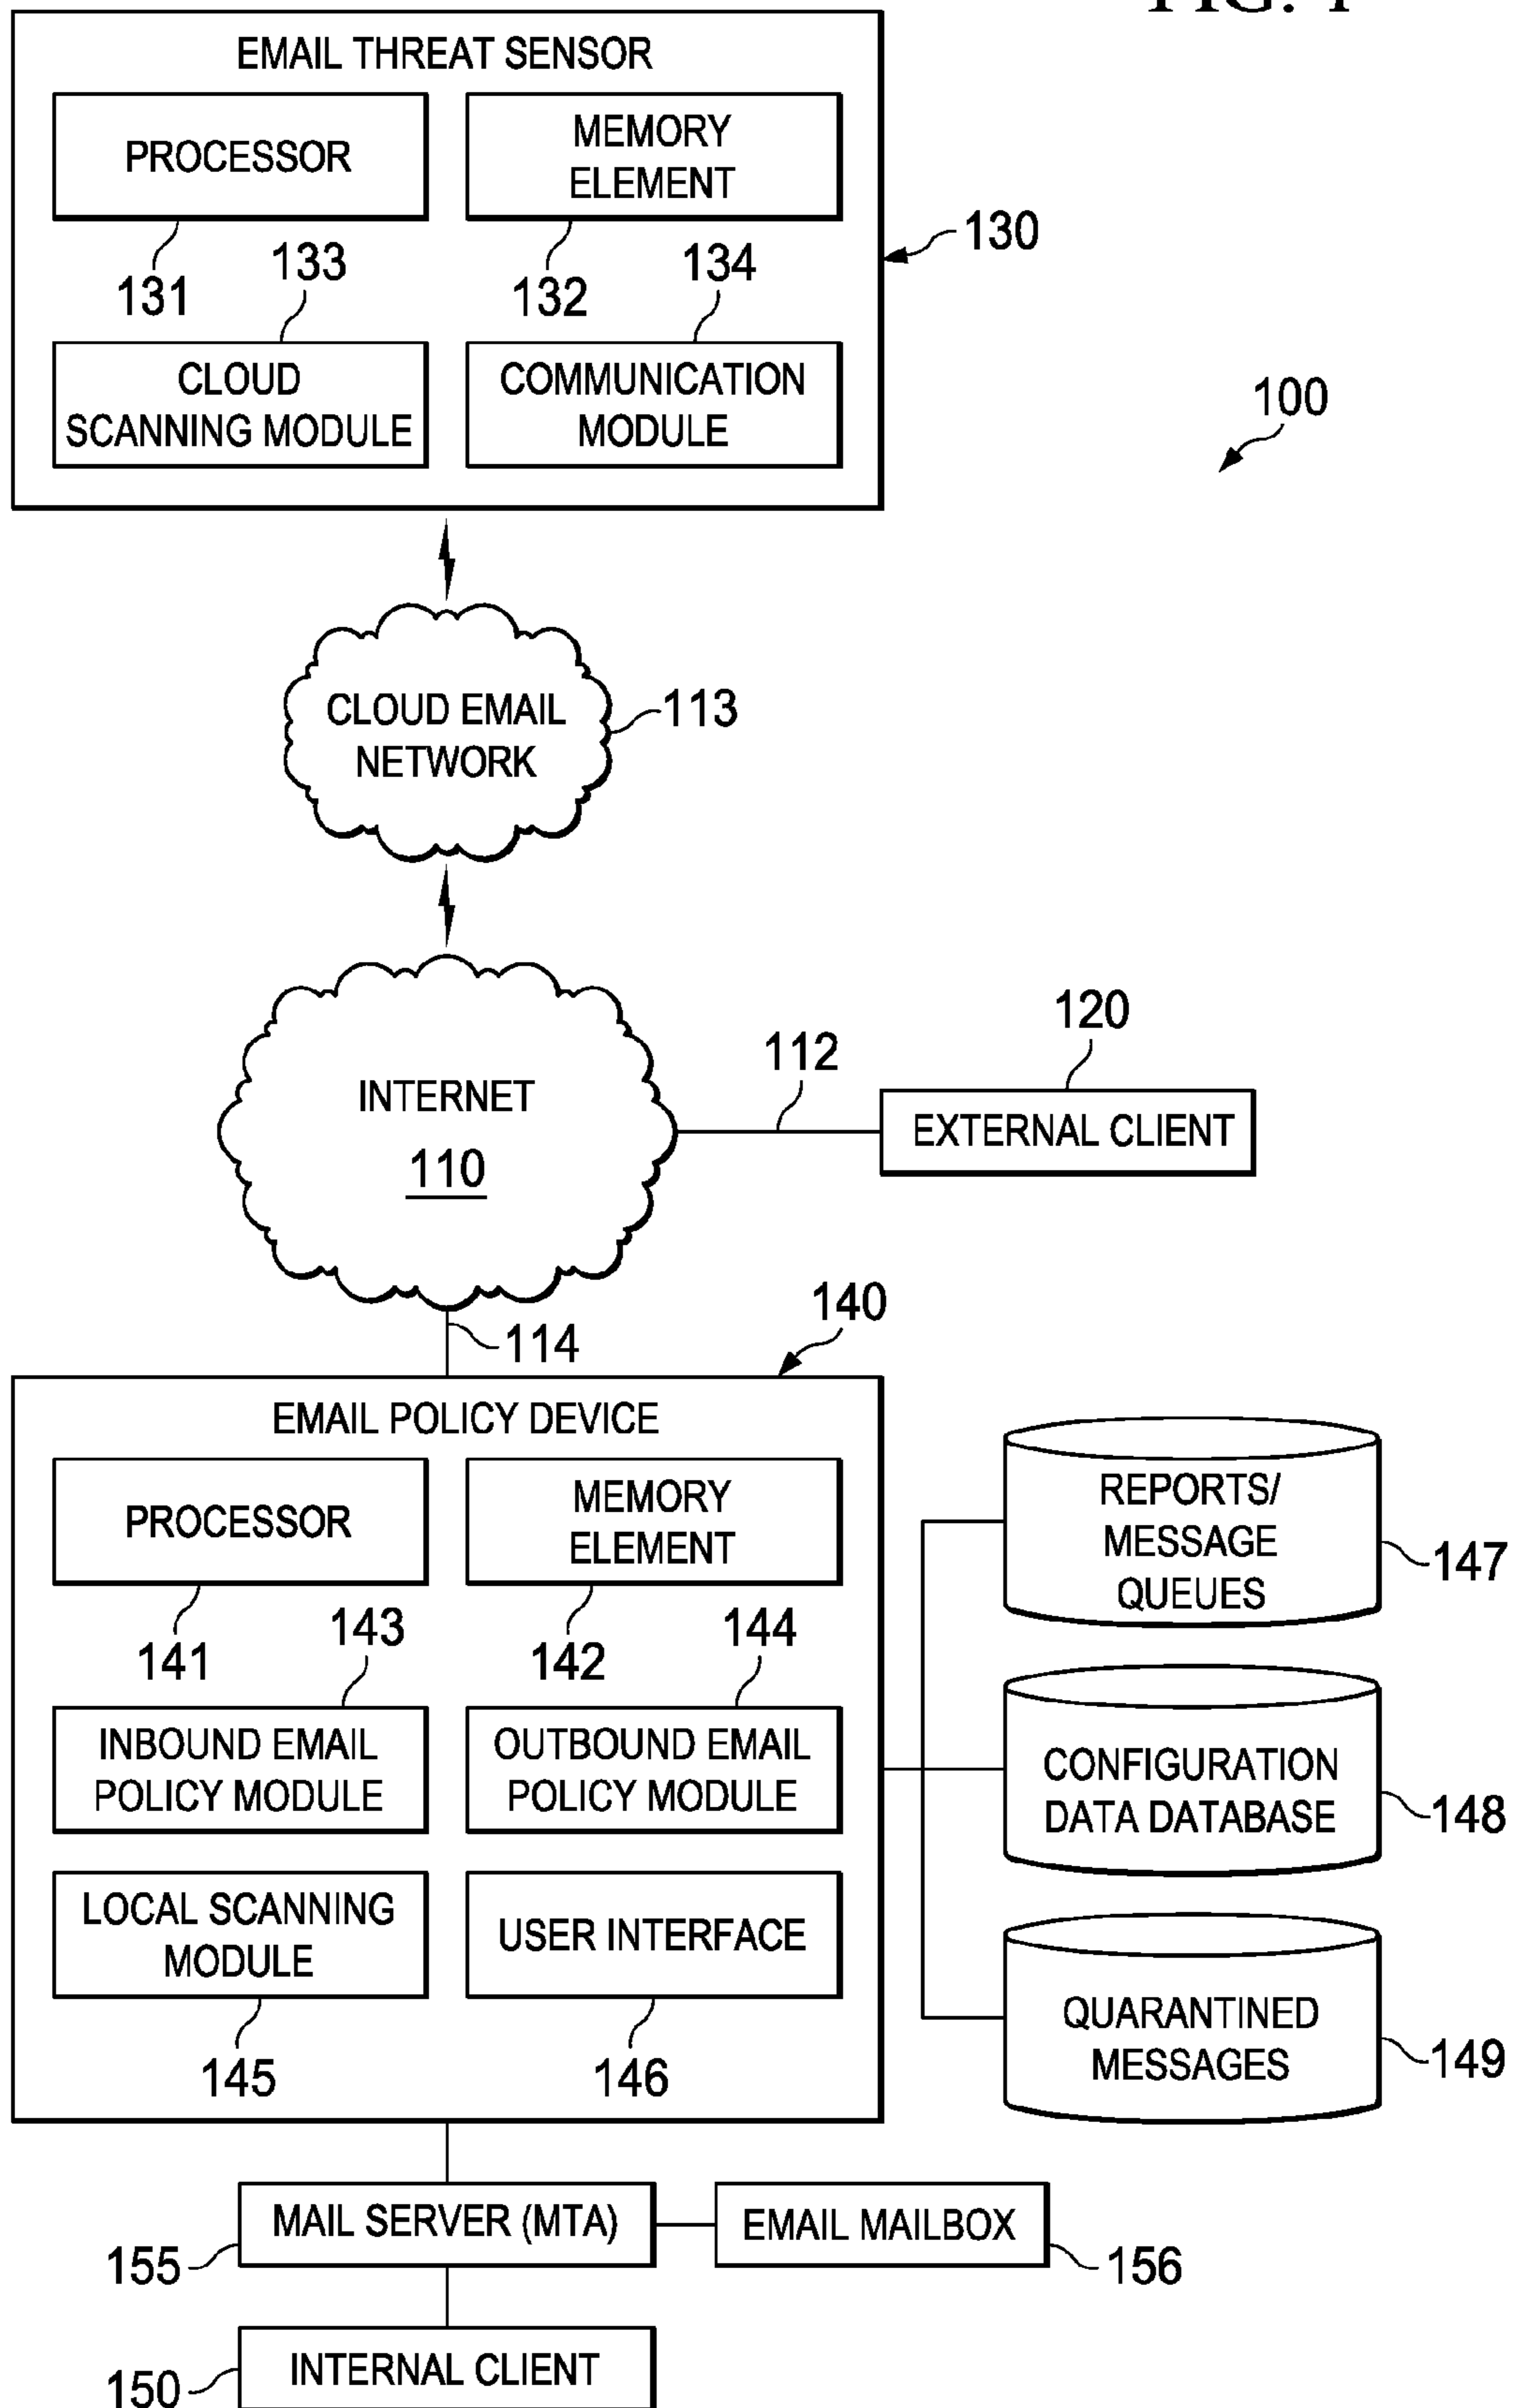 FIG. 1
EMAIL THREAT SENSOR
PROCESSOR
MEMORY
ELEMENT
130
131
133
132
134
CLOUD
SCANNING MODULE
COMMUNICATION
MODULE
100
CLOUD EMAIL
NETWORK
113
INTERNET
110
112
120
EXTERNAL CLIENT
114
140
EMAIL POLICY DEVICE
PROCESSOR
MEMORY
ELEMENT
141
143
142
144
INBOUND EMAIL
POLICY MODULE
OUTBOUND EMAIL
POLICY MODULE
LOCAL SCANNING
MODULE
USER INTERFACE
145
146
REPORTS/
MESSAGE
QUEUES
147
CONFIGURATION
DATA DATABASE
148
QUARANTINED
MESSAGES
149
MAIL SERVER (MTA)
155
EMAIL MAILBOX
156
INTERNAL CLIENT
150